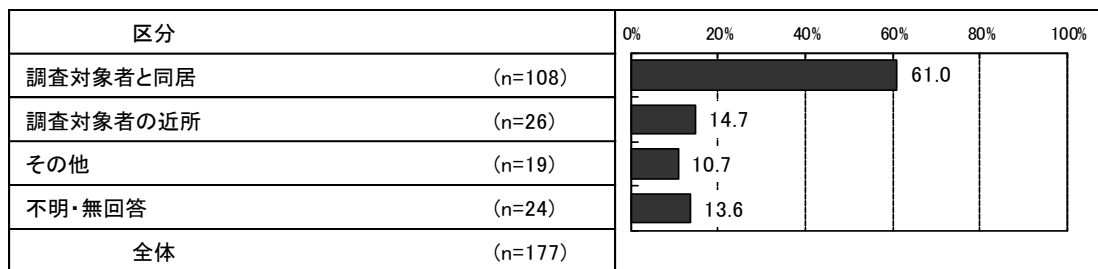 区分
0% 20% 40% 60% 80% 100%
調査対象者と同居 (n=108) 61.0
調査対象者の近所 (n=26) 14.7
その他 (n=19) 10.7
不明・無回答 (n=24) 13.6
全体 (n=177)